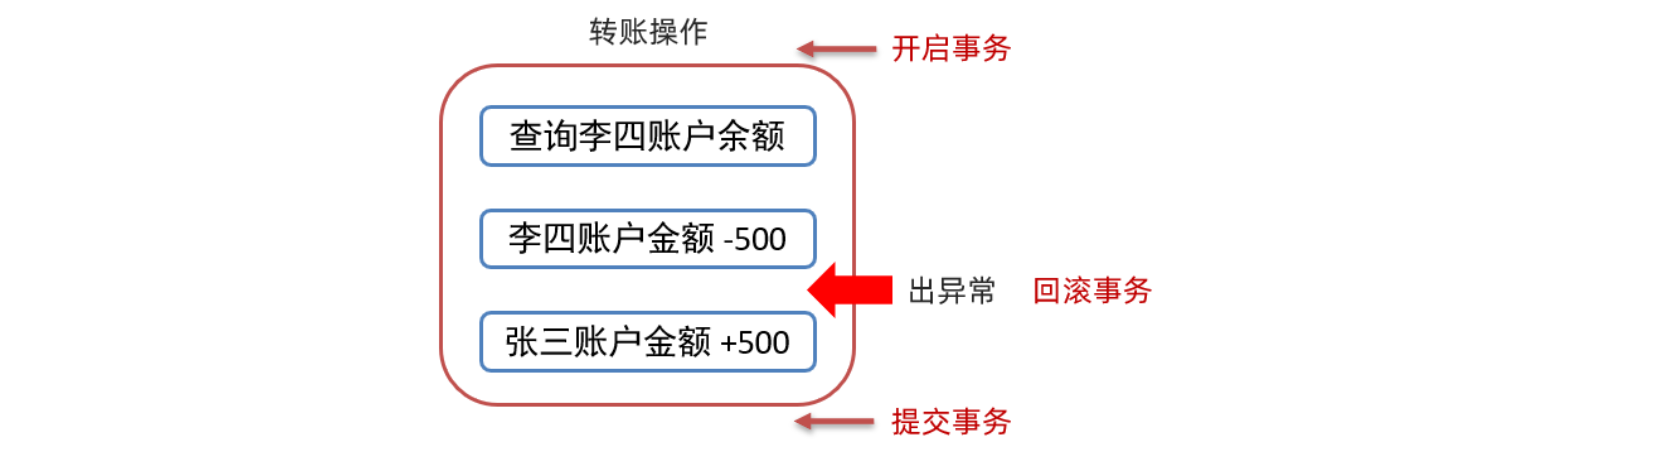 转账操作
开启事务
查询李四账户余额
李四账户金额 -500
出异常 回滚事务
张三账户金额 +500
提交事务